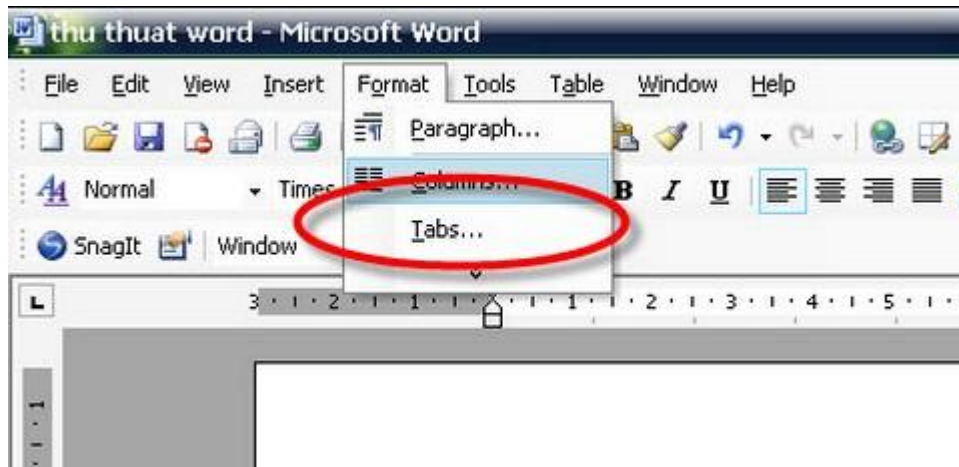 thu thuat word - Microsoft Word
File Edit View Insert Format Tools Table Window Help
Paragraph...
Normal Times B I U
Columns...
Tabs...
SnagIt Window
L 3 2 1 1 2 3 4 5
1